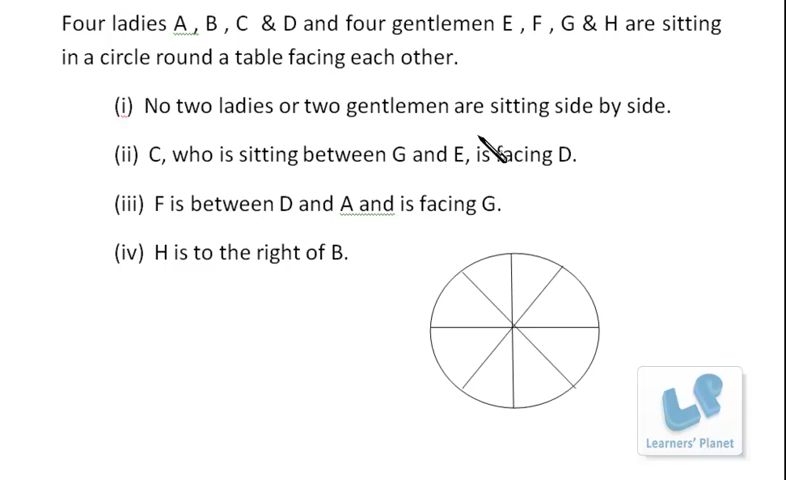 Four ladies A , B , C & D and four gentlemen E , F , G & H are sitting
in a circle round a table facing each other.
(i) No two ladies or two gentlemen are sitting side by side.
(ii) C, who is sitting between G and E, is facing D.
(iii) F is between D and A and is facing G.
(iv) H is to the right of B.
LP
Learners' Planet